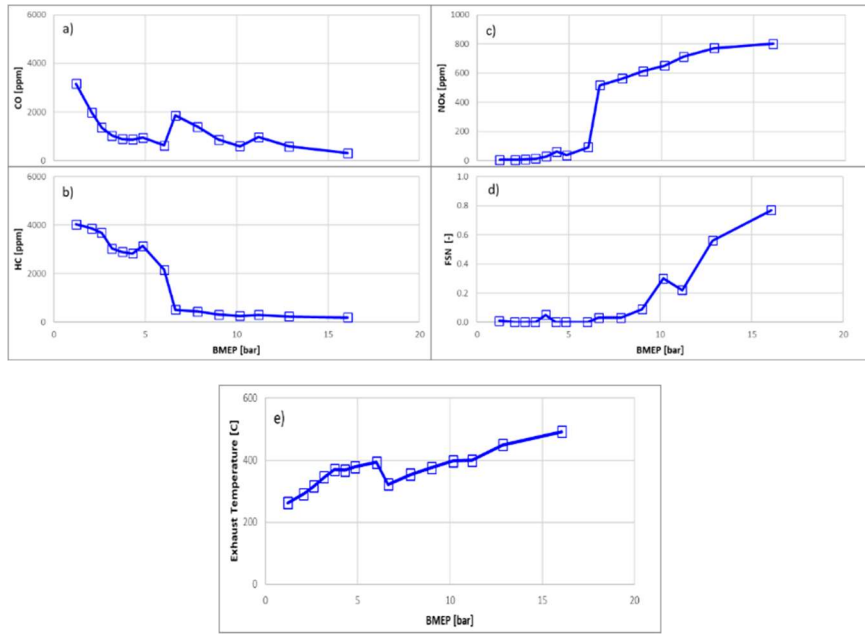 a)
CO [ppm]
6000
4000
2000
0
b)
HC [ppm]
6000
4000
2000
0
0 5 10 15 20
BMEP [bar]
c)
NOx [ppm]
1000
800
600
400
200
0
d)
FSN [-]
1.0
0.8
0.6
0.4
0.2
0.0
0 5 10 15 20
BMEP [bar]
e)
Exhaust Temperature [C]
600
400
200
0
0 5 10 15 20
BMEP [bar]